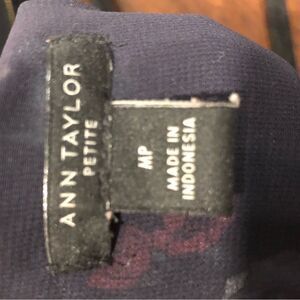 ANN TAYLOR
PETITE
MP
MADE IN
INDONESIA